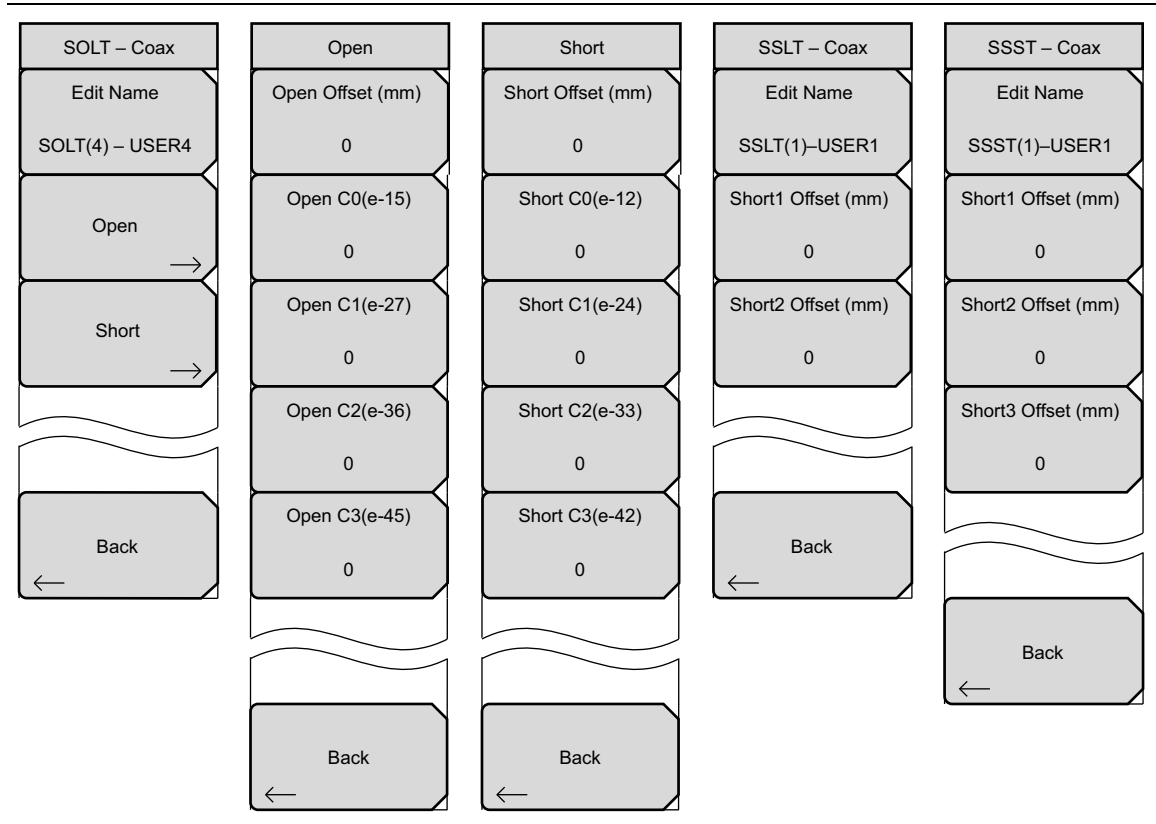 SOLT – Coax
Edit Name
SOLT(4) – USER4
Open
Short
Back
Open
Open Offset (mm)
0
Open C0(e-15)
0
Open C1(e-27)
0
Open C2(e-36)
0
Open C3(e-45)
0
Back
Short
Short Offset (mm)
0
Short C0(e-12)
0
Short C1(e-24)
0
Short C2(e-33)
0
Short C3(e-42)
0
Back
SSLT – Coax
Edit Name
SSLT(1)–USER1
Short1 Offset (mm)
0
Short2 Offset (mm)
0
Back
SSST – Coax
Edit Name
SSST(1)–USER1
Short1 Offset (mm)
0
Short2 Offset (mm)
0
Short3 Offset (mm)
0
Back